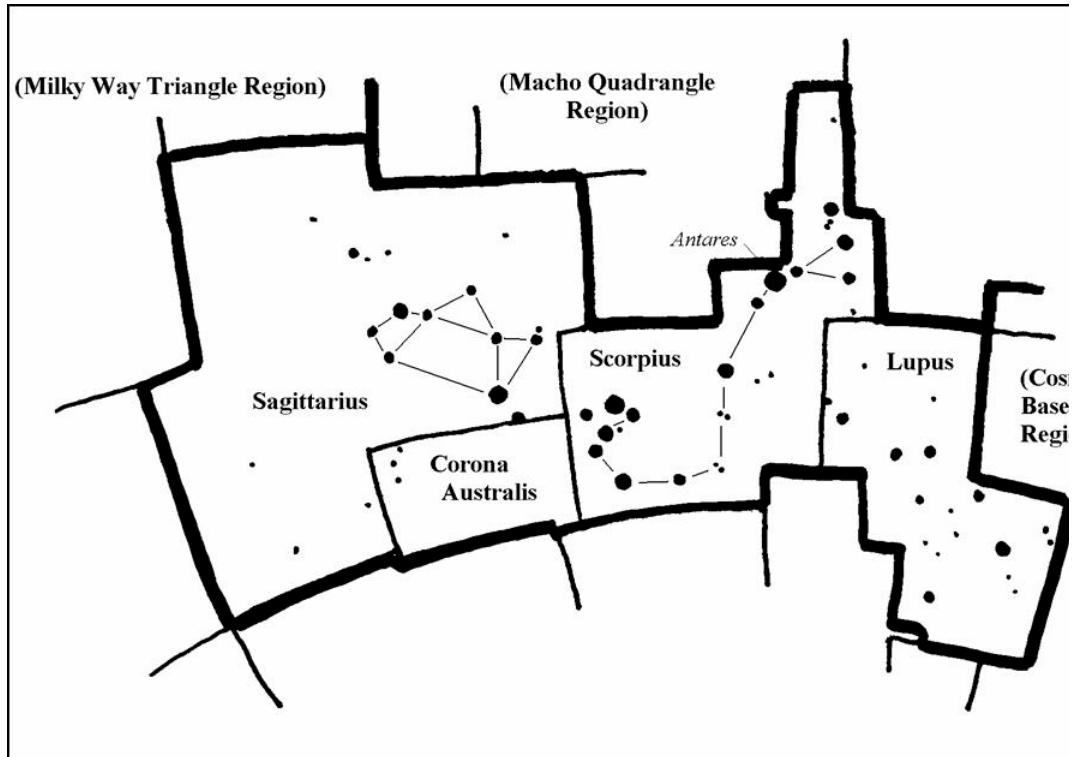 (Milky Way Triangle Region)
(Macho Quadrangle
Region)
Antares
Scorpius
Lupus
Sagittarius
Corona
Australis